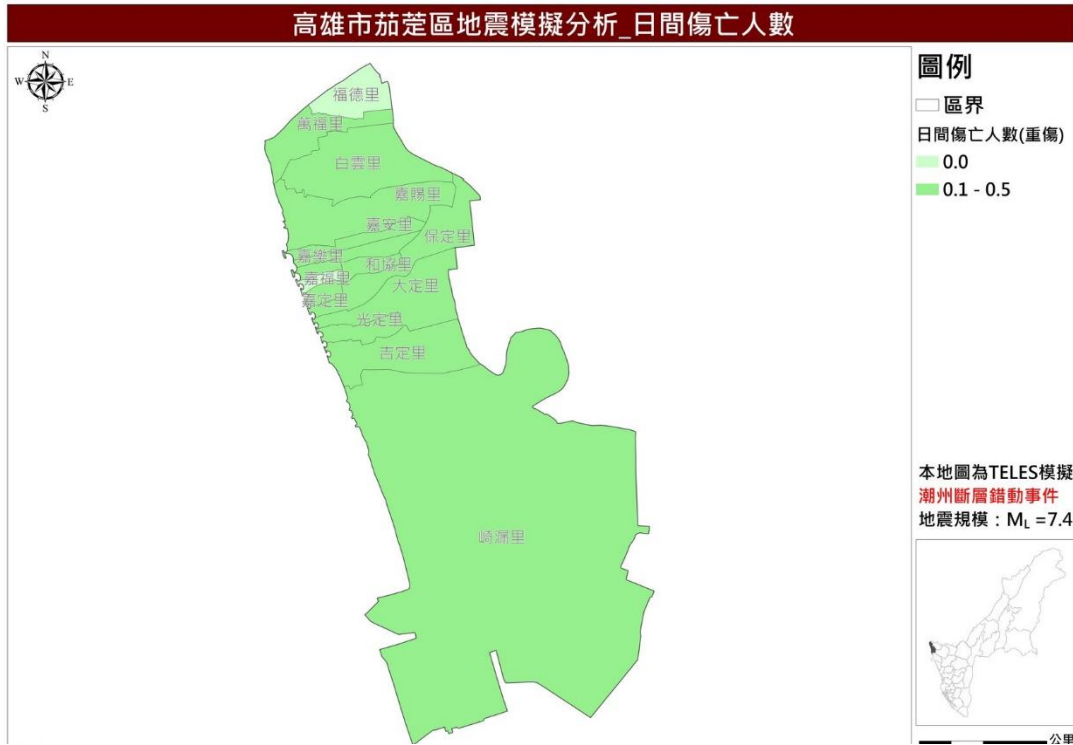 高雄市茄萣區地震模擬分析_日間傷亡人數
N
W
E
S
圖例
區界
日間傷亡人數(重傷)
0.0
0.1 - 0.5
福德里
萬福里
白雲里
嘉賜里
嘉安里
保定里
嘉樂里
和協里
嘉福里
大定里
嘉定里
光定里
吉定里
崎漏里
本地圖為TELES模擬
潮州斷層錯動事件
地震規模：ML =7.4
公里